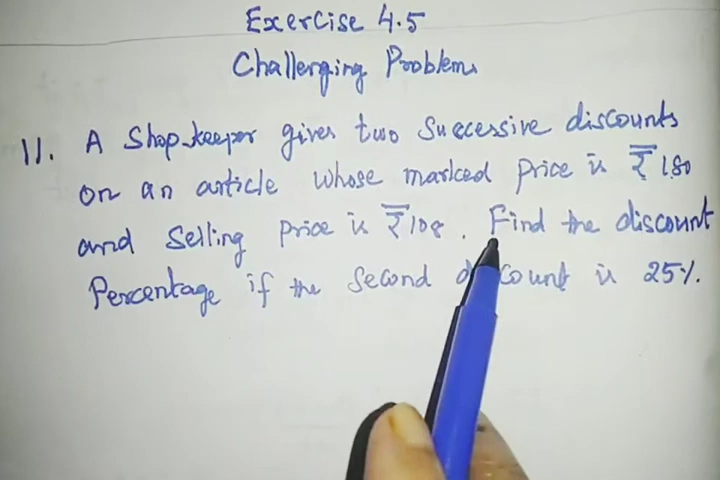 Exercise 4.5
Challenging Problems
11. A Shop-keeper gives two Successive discounts
on an article whose marked price is ₹180
and Selling price is ₹108. Find the discount
Percentage if the Second discount is 25%.